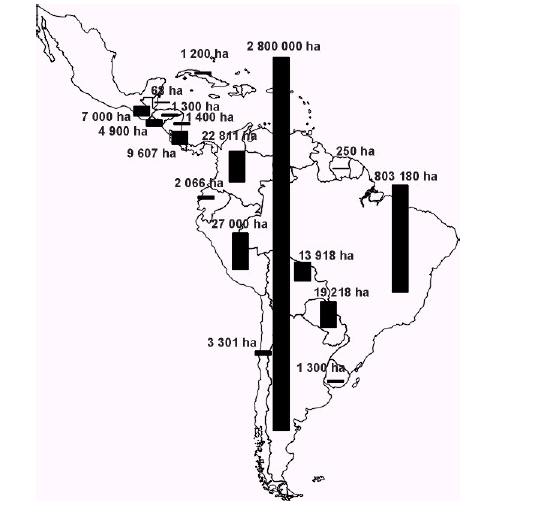 2 800 000 ha
1 200 ha
63 ha
1 300 ha
7 000 ha
1 400 ha
4 900 ha
22 811 ha
9 607 ha
250 ha
803 180 ha
2 066 ha
27 000 ha
13 918 ha
19 218 ha
3 301 ha
1 300 ha